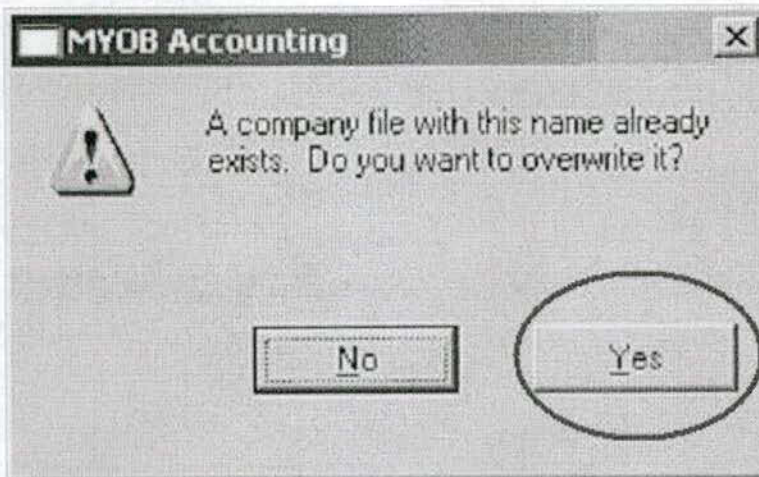 MYOB Accounting
A company file with this name already
exists. Do you want to overwrite it?
No
Yes